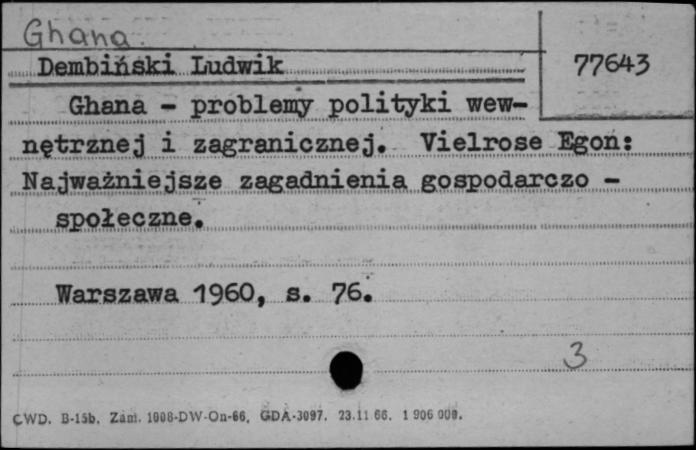 Ghana.
Dembiński Ludwik
77643
Ghana - problemy polityki wew-
nętrznej i zagranicznej. Vielrose Egon:
Najważniejsze zagadnienia gospodarczo -
społeczne.
Warszawa 1960, s. 76.
3
CWD. B-15b. Zam. 1008-DW-On-66, GDA-3097. 23.11 66. 1 906 000.